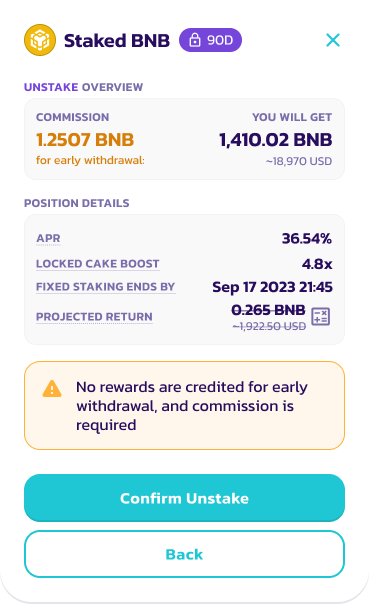 Staked BNB 90D
UNSTAKE OVERVIEW
COMMISSION YOU WILL GET
1.2507 BNB 1,410.02 BNB
for early withdrawal: ~18,970 USD
POSITION DETAILS
APR 36.54%
LOCKED CAKE BOOST 4.8x
FIXED STAKING ENDS BY Sep 17 2023 21:45
PROJECTED RETURN 0.265 BNB
~1,922.50 USD
No rewards are credited for early
withdrawal, and commission is
required
Confirm Unstake
Back